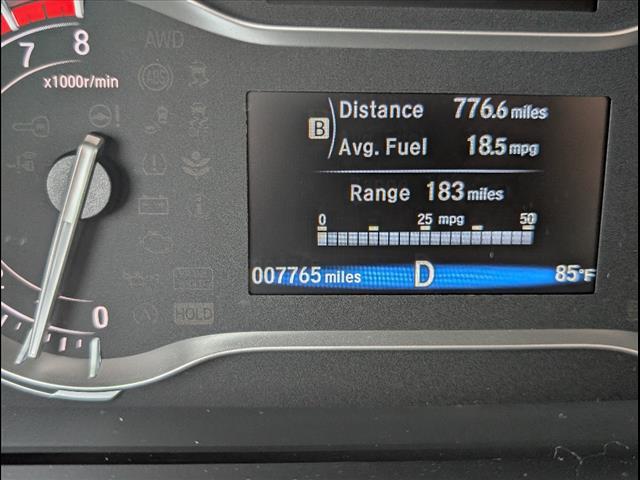 7 8
x1000r/min
0
AWD
ABS
HOLD
B
Distance 776.6 miles
Avg. Fuel 18.5 mpg
Range 183 miles
0 25 mpg 50
007765 miles D 85°F